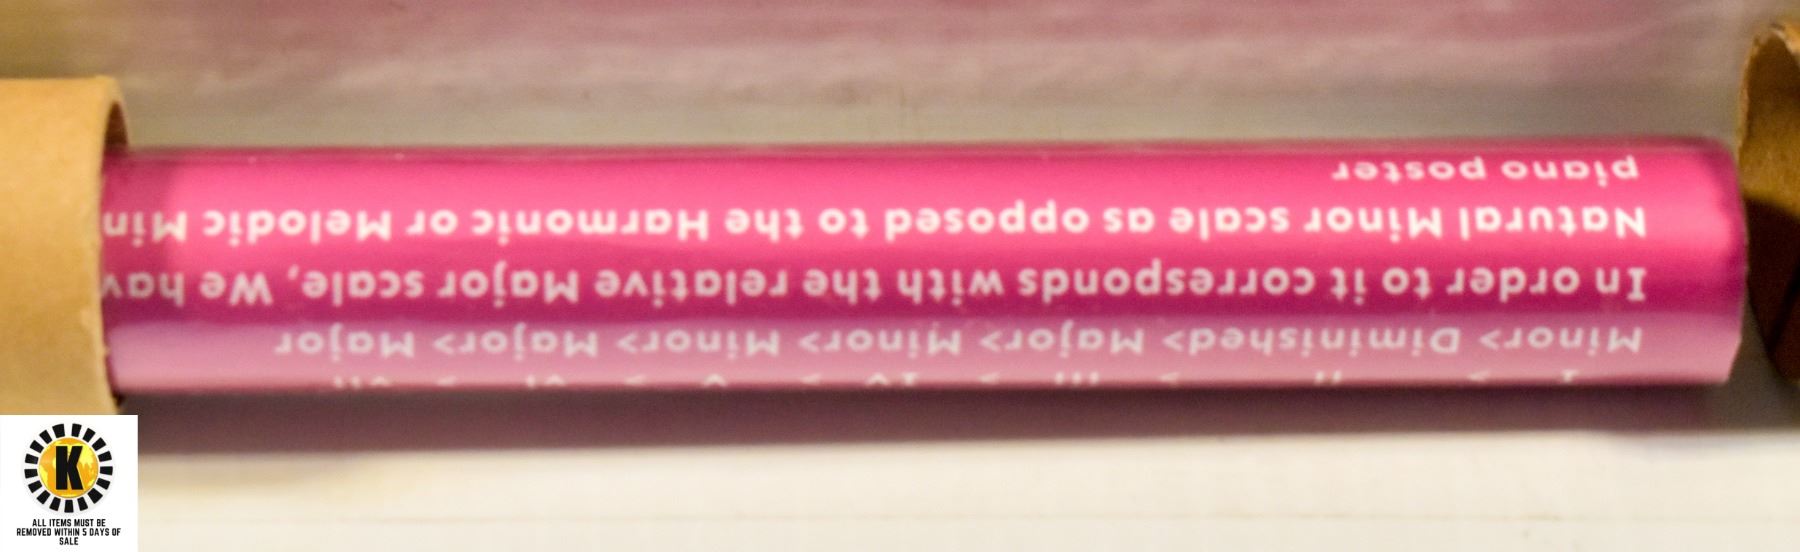 Minor> Diminished> Major> Minor> Minor> Major> Major
In order to it corresponds with the relative Major scale, We
Natural Minor scale as opposed to the Harmonic or Melodic
piano poster
K
ALL ITEMS MUST BE
REMOVED WITHIN 5 DAYS OF
SALE